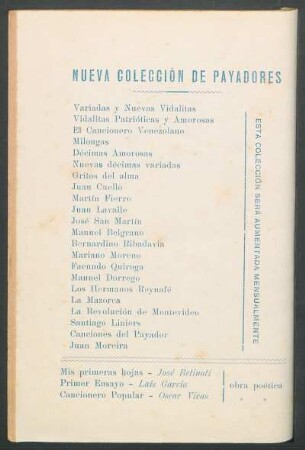 NUEVA COLECCIÓN DE PAYADORES
Variadas y Nuevas Vidalitas
Vidalitas Patrióticas y Amorosas
El Cancionero Venezolano
Milongas
Décimas Amorosas
Nuevas décimas variadas
Gritos del alma
Juan Cuello
Martín Fierro
Juan Lavalle
José San Martín
Manuel Belgrano
Bernardino Ribadavia
Mariano Moreno
Facundo Quiroga
Manuel Dorrego
Los Hermanos Reynafé
La Mazorca
La Revolución de Montevideo
Santiago Liniers
Canciones del Payador
Juan Moreira
ESTA COLECCIÓN SERÁ AUMENTADA MENSUALMENTE
Mis primeras hojas - José Betinoti
Primer Ensayo - Luis García obra poética
Cancionero Popular - Oscar Viras " "